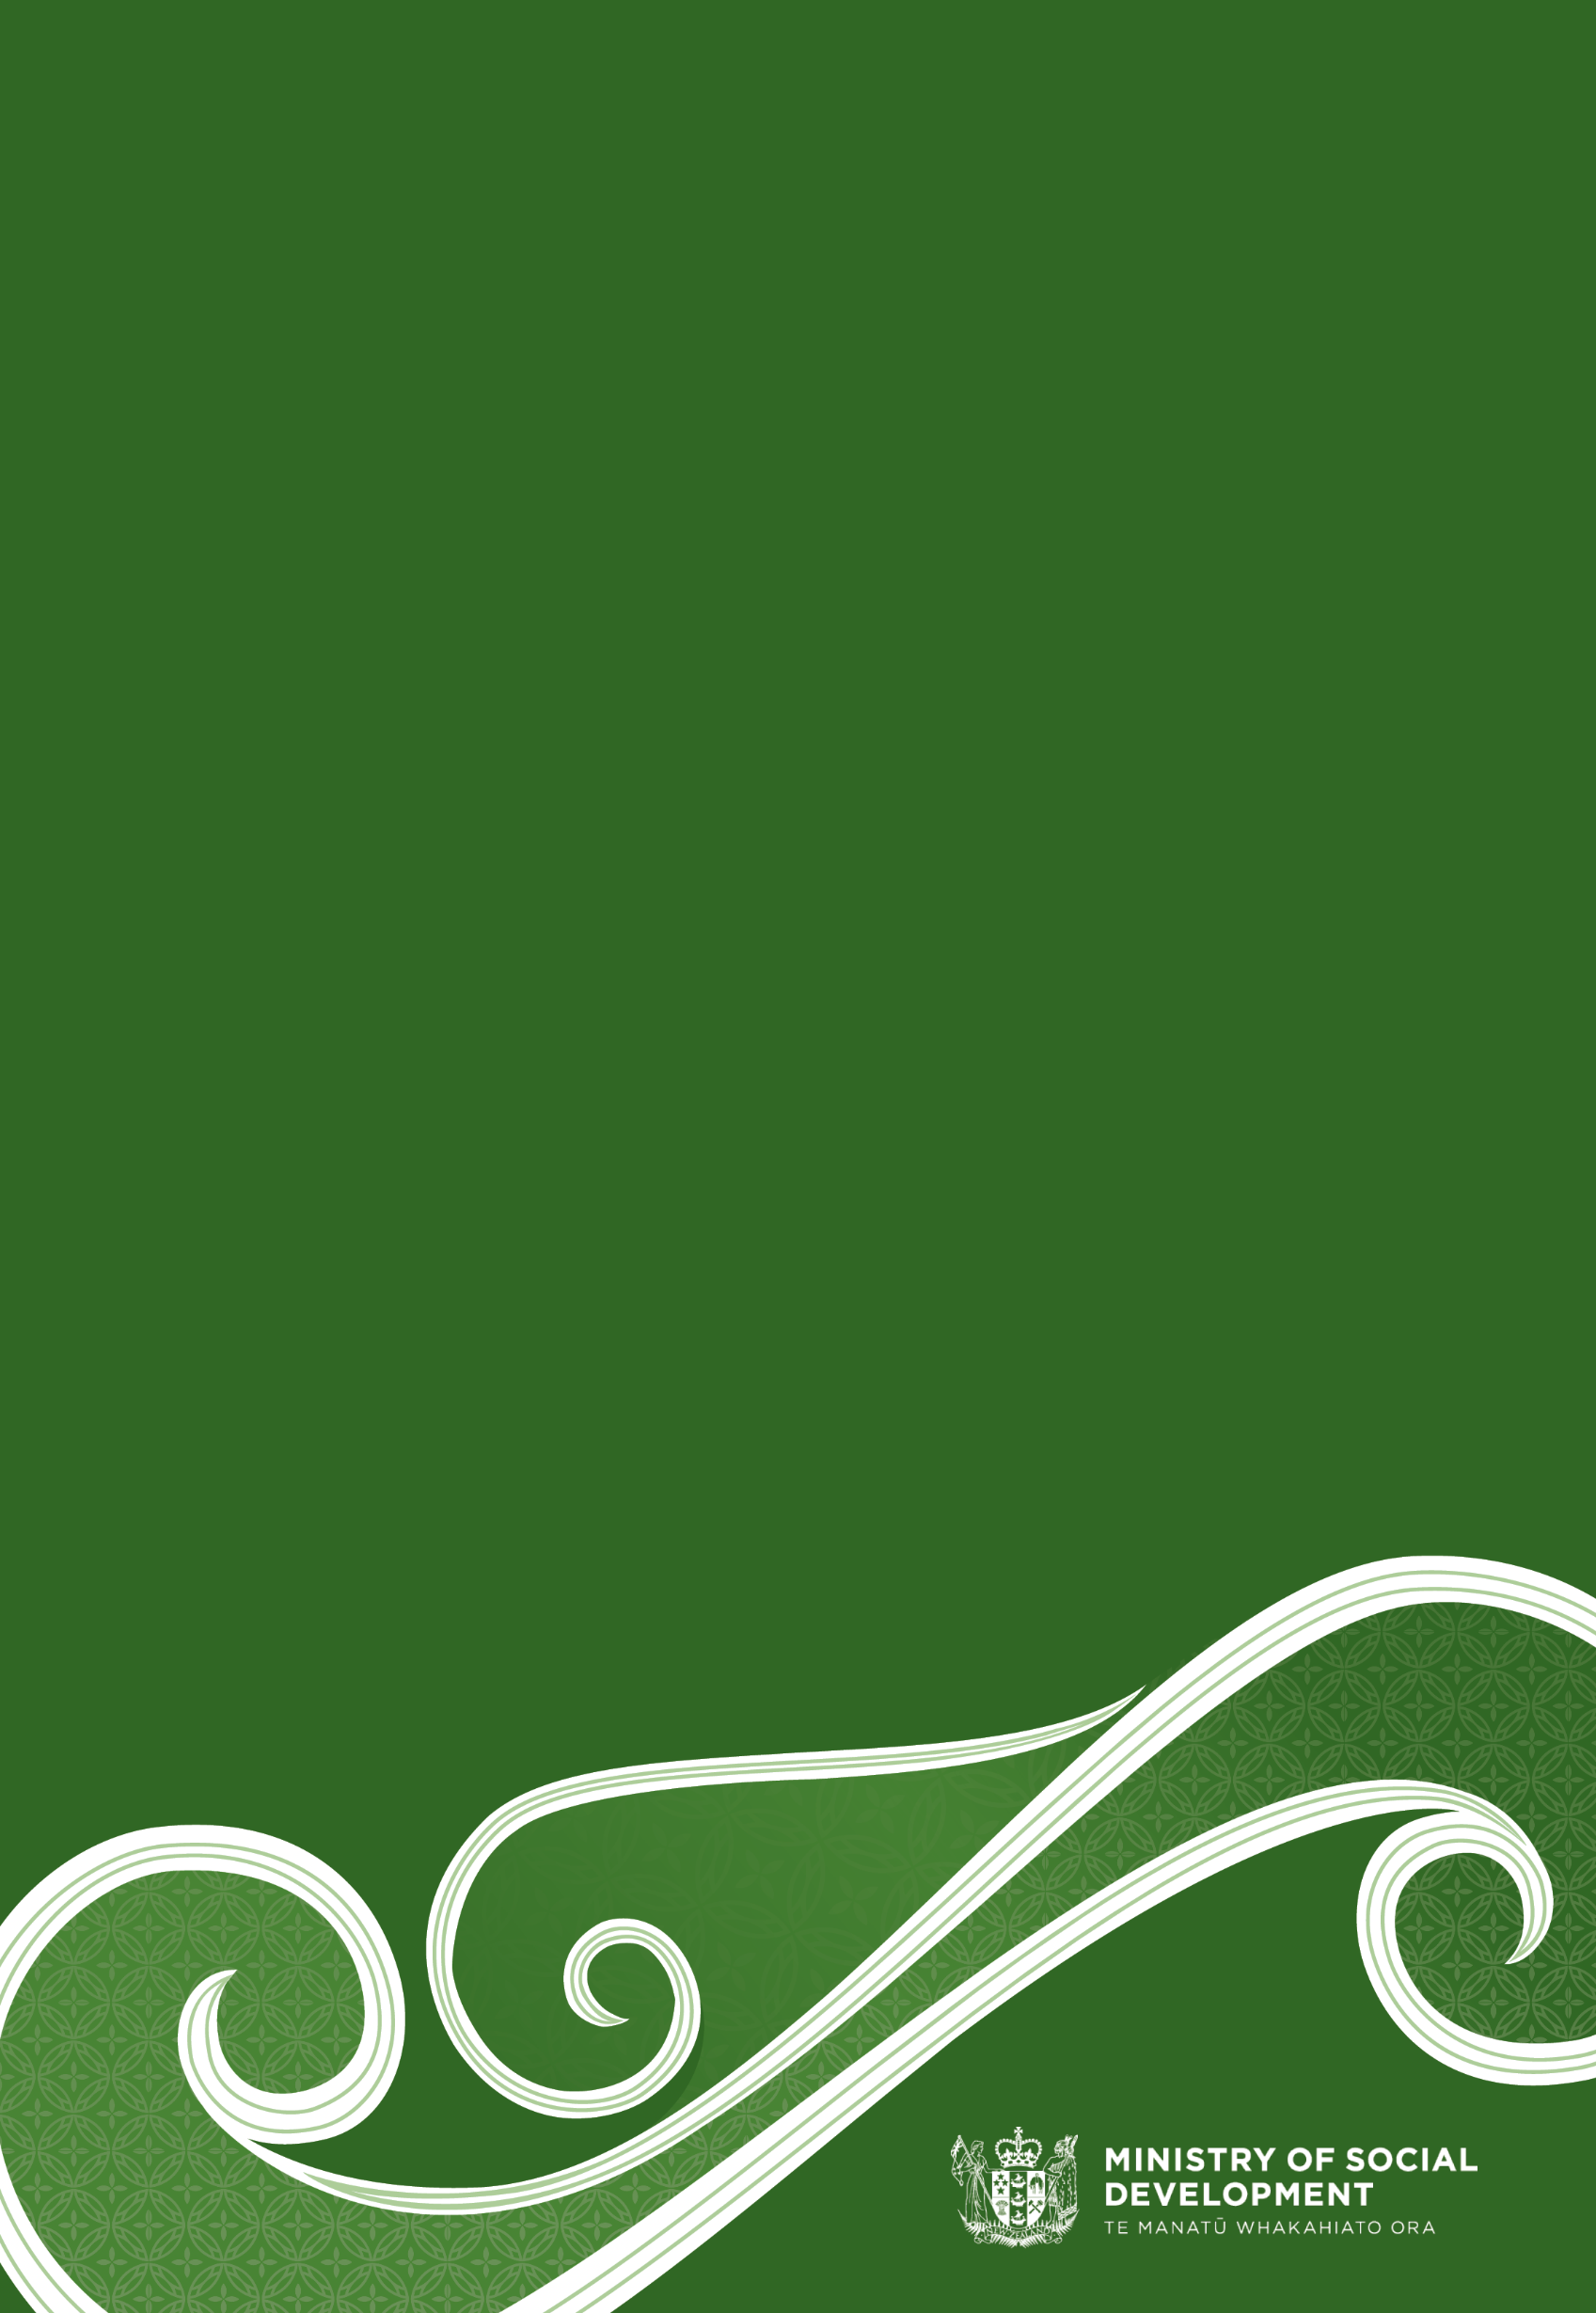 MINISTRY OF SOCIAL
DEVELOPMENT
TE MANATŪ WHAKAHIATO ORA